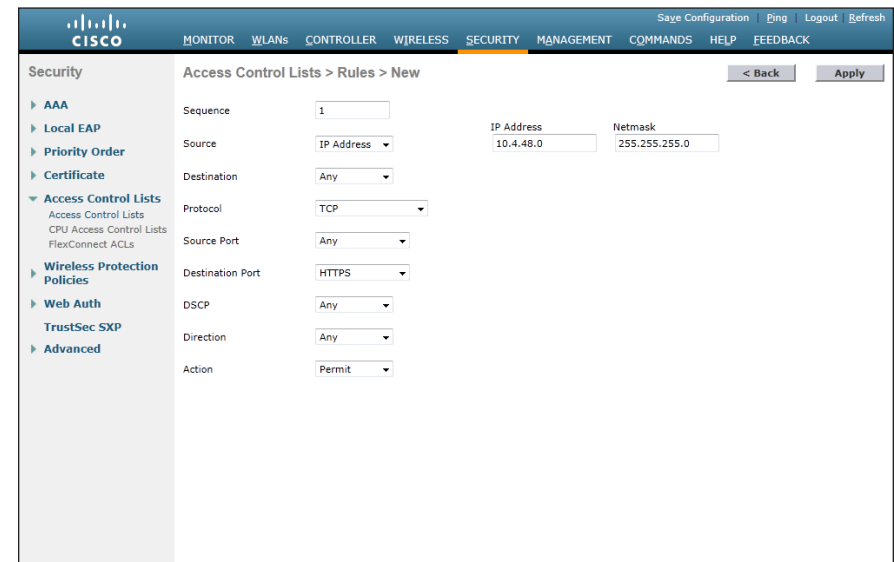 Save Configuration | Ping | Logout | Refresh
CISCO
MONITOR WLANs CONTROLLER WIRELESS SECURITY MANAGEMENT COMMANDS HELP FEEDBACK
Security
AAA
Local EAP
Priority Order
Certificate
Access Control Lists
Access Control Lists
CPU Access Control Lists
FlexConnect ACLs
Wireless Protection
Policies
Web Auth
TrustSec SXP
Advanced
Access Control Lists > Rules > New
< Back Apply
Sequence 1
IP Address Netmask
Source IP Address 10.4.48.0 255.255.255.0
Destination Any
Protocol TCP
Source Port Any
Destination Port HTTPS
DSCP Any
Direction Any
Action Permit